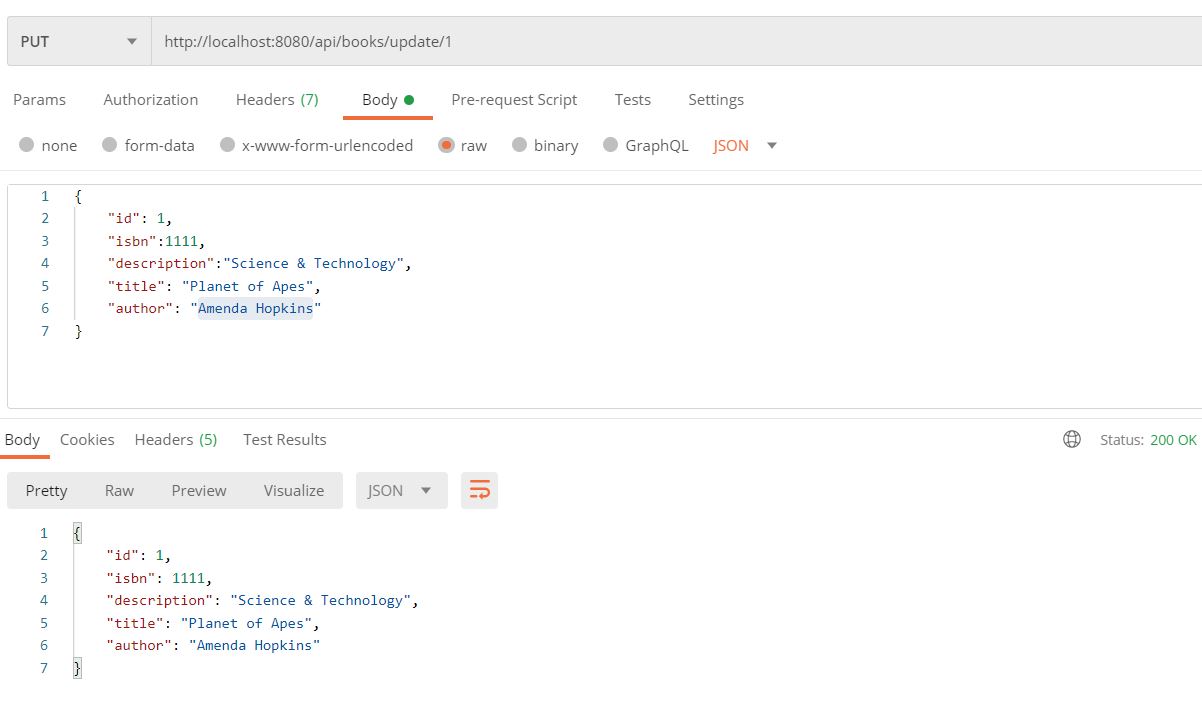 PUT http://localhost:8080/api/books/update/1
Params Authorization Headers (7) Body Pre-request Script Tests Settings
none form-data x-www-form-urlencoded raw binary GraphQL JSON
1 {
2 "id": 1,
3 "isbn":1111,
4 "description":"Science & Technology",
5 "title": "Planet of Apes",
6 "author": "Amenda Hopkins"
7 }
Body Cookies Headers (5) Test Results Status: 200 OK
Pretty Raw Preview Visualize JSON
1 {
2 "id": 1,
3 "isbn": 1111,
4 "description": "Science & Technology",
5 "title": "Planet of Apes",
6 "author": "Amenda Hopkins"
7 }